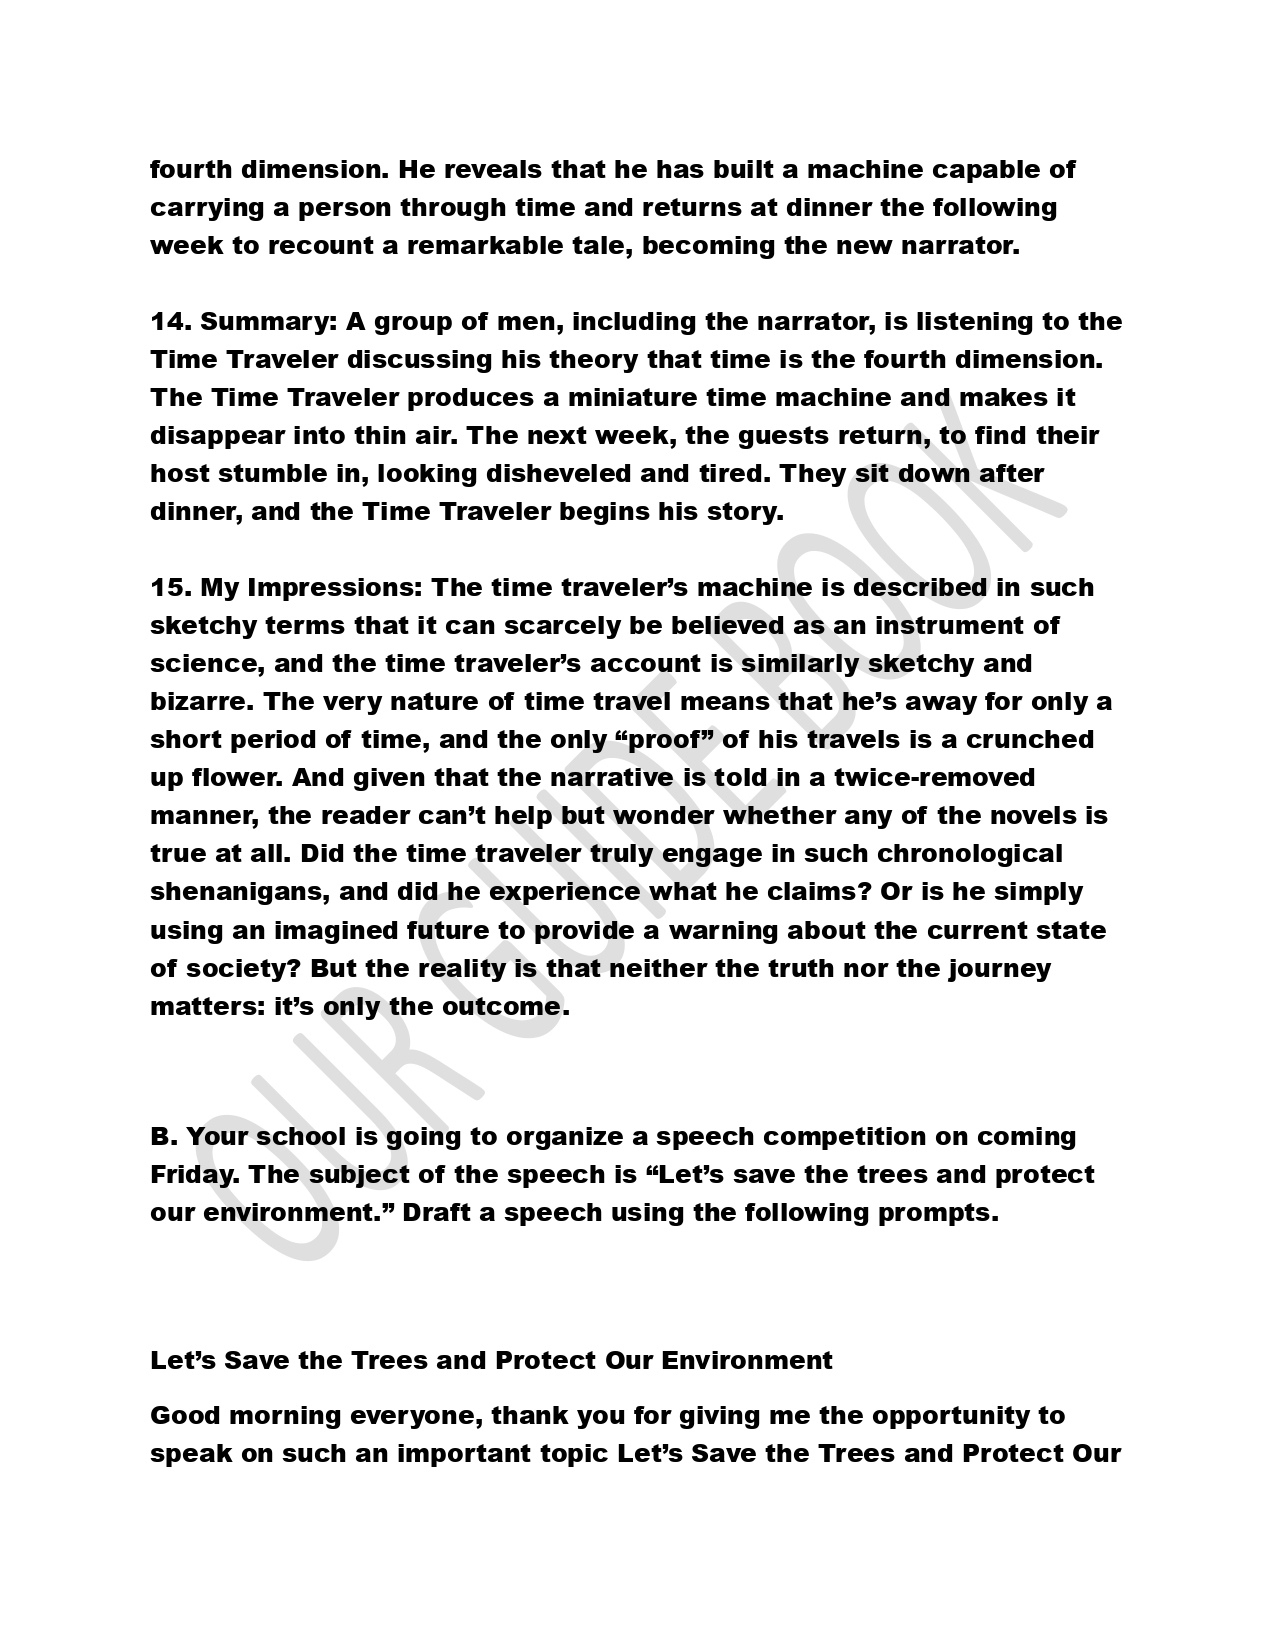 fourth dimension. He reveals that he has built a machine capable of
carrying a person through time and returns at dinner the following
week to recount a remarkable tale, becoming the new narrator.
14. Summary: A group of men, including the narrator, is listening to the
Time Traveler discussing his theory that time is the fourth dimension.
The Time Traveler produces a miniature time machine and makes it
disappear into thin air. The next week, the guests return, to find their
host stumble in, looking disheveled and tired. They sit down after
dinner, and the Time Traveler begins his story.
15. My Impressions: The time traveler’s machine is described in such
sketchy terms that it can scarcely be believed as an instrument of
science, and the time traveler’s account is similarly sketchy and
bizarre. The very nature of time travel means that he’s away for only a
short period of time, and the only “proof” of his travels is a crunched
up flower. And given that the narrative is told in a twice-removed
manner, the reader can’t help but wonder whether any of the novels is
true at all. Did the time traveler truly engage in such chronological
shenanigans, and did he experience what he claims? Or is he simply
using an imagined future to provide a warning about the current state
of society? But the reality is that neither the truth nor the journey
matters: it’s only the outcome.
B. Your school is going to organize a speech competition on coming
Friday. The subject of the speech is “Let’s save the trees and protect
our environment.” Draft a speech using the following prompts.
Let’s Save the Trees and Protect Our Environment
Good morning everyone, thank you for giving me the opportunity to
speak on such an important topic Let’s Save the Trees and Protect Our
OUR GUIDE BOOK